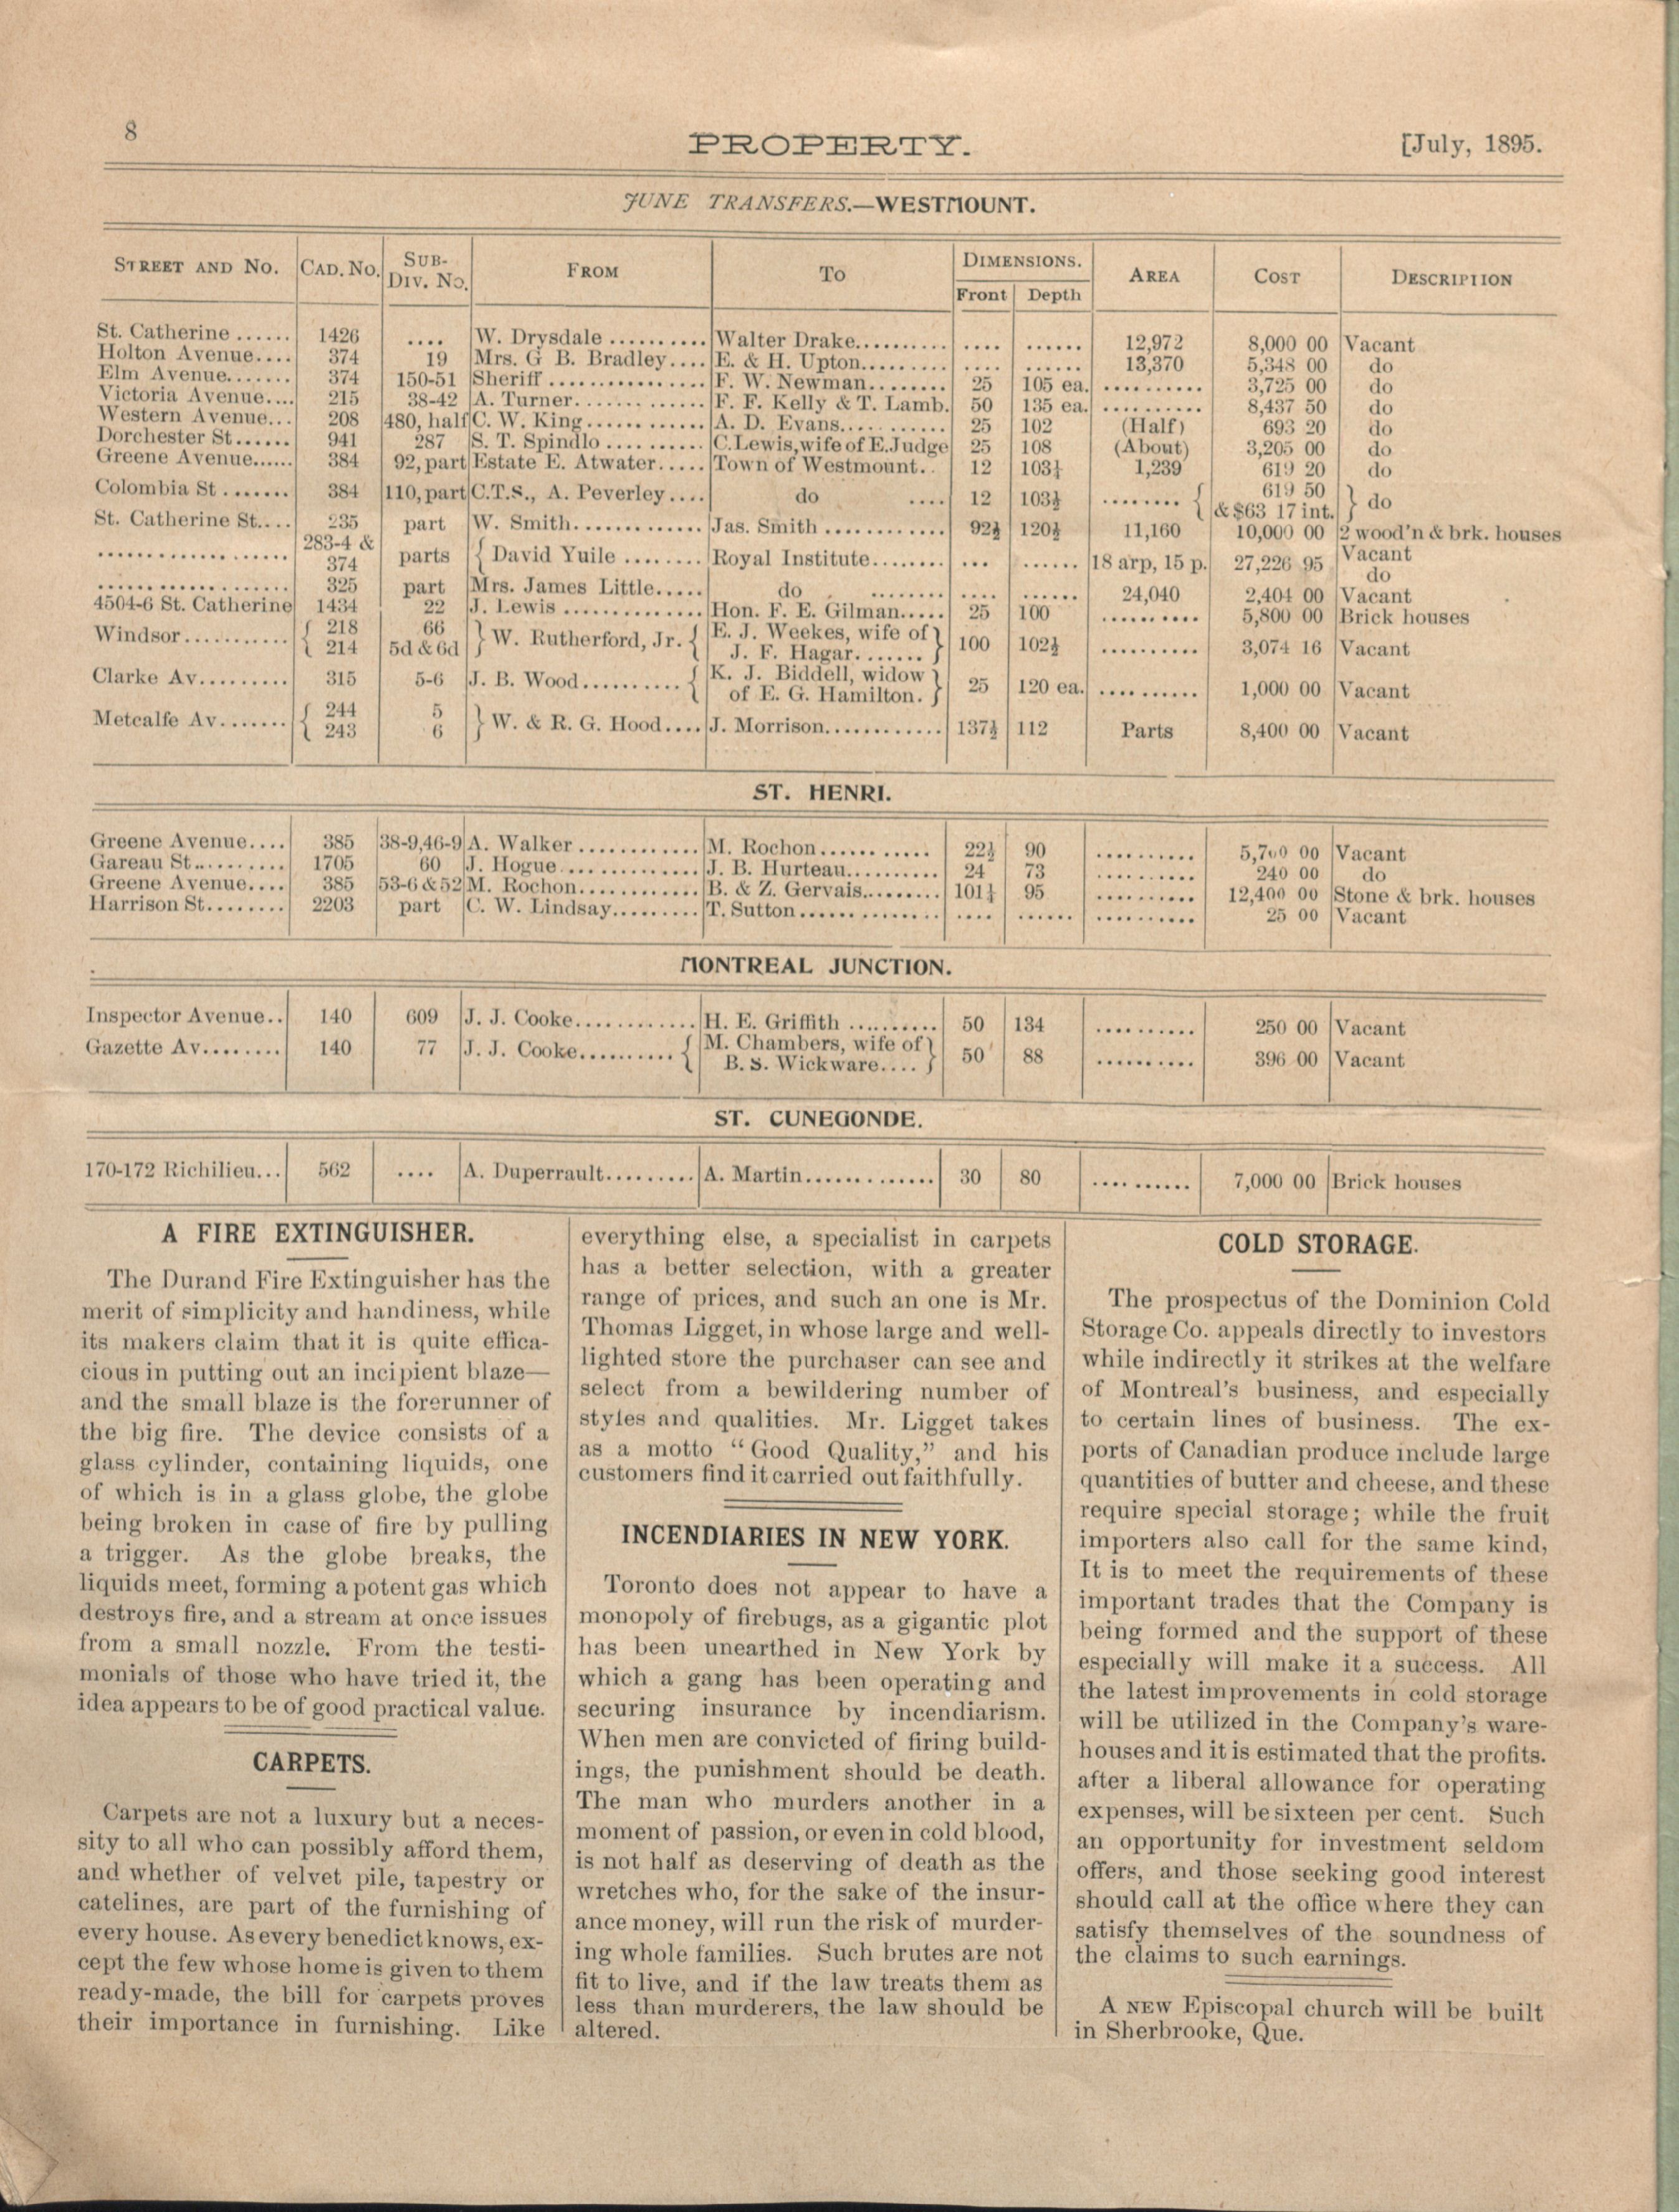 8
PROPERTY.
[July, 1895.
JUNE TRANSFERS.—WESTMOUNT.
STREET AND NO. CAD. NO. SUB-DIV. NO. FROM TO DIMENSIONS. Front Depth AREA COST DESCRIPTION
St. Catherine ...... 1426 .... W. Drysdale .......... Walter Drake.......... .... ...... 12,972 8,000 00 Vacant
Holton Avenue.... 374 19 Mrs. G B. Bradley.... E. & H. Upton......... .... ...... 13,370 5,348 00 do
Elm Avenue....... 374 150-51 Sheriff ................ F. W. Newman........ 25 105 ea. .......... 3,725 00 do
Victoria Avenue.... 215 38-42 A. Turner.............. F. F. Kelly & T. Lamb. 50 135 ea. .......... 8,437 50 do
Western Avenue... 208 480, half C. W. King............ A. D. Evans........... 25 102 (Half) 693 20 do
Dorchester St...... 941 287 S. T. Spindlo .......... C. Lewis, wife of E. Judge 25 108 (About) 3,205 00 do
Greene Avenue...... 384 92, part Estate E. Atwater..... Town of Westmount.. 12 103¼ 1,239 619 20 do
Colombia St ....... 384 110, part C.T.S., A. Peverley.... do .... 12 103½ ........ { 619 50 & $63 17 int. } do
St. Catherine St.... 235 part W. Smith............. Jas. Smith ............ 92½ 120½ 11,160 10,000 00 2 wood'n & brk. houses
................... 283-4 & 374 parts { David Yuile ........ Royal Institute........ ... ...... 18 arp, 15 p. 27,226 95 Vacant do
................... 325 part Mrs. James Little..... do ........ .... ...... 24,040 2,404 00 Vacant
4504-6 St. Catherine 1434 22 J. Lewis .............. Hon. F. E. Gilman..... 25 100 .......... 5,800 00 Brick houses
Windsor........... { 218 214 66 5d & 6d } W. Rutherford, Jr. { E. J. Weekes, wife of J. F. Hagar....... } 100 102½ .......... 3,074 16 Vacant
Clarke Av......... 315 5-6 J. B. Wood.......... { K. J. Biddell, widow of E. G. Hamilton. } 25 120 ea. .......... 1,000 00 Vacant
Metcalfe Av....... { 244 243 5 6 } W. & R. G. Hood.... J. Morrison............ 137½ 112 Parts 8,400 00 Vacant
ST. HENRI.
Greene Avenue.... 385 38-9,46-9 A. Walker ............ M. Rochon........... 22½ 90 .......... 00 Vacant
Gareau St.......... 1705 60 J. Hogue .............. J. B. Hurteau.......... 24 73 .......... 240 00 do
Greene Avenue.... 385 53-6 & 52 M. Rochon............ B. & Z. Gervais......... 101¼ 95 .......... 12,400 00 Stone & brk. houses
Harrison St........ 2203 part C. W. Lindsay......... T. Sutton.............. .... ...... .......... 25 00 Vacant
MONTREAL JUNCTION.
Inspector Avenue.. 140 609 J. J. Cooke............ H. E. Griffith .......... 50 134 .......... 250 00 Vacant
Gazette Av........ 140 77 J. J. Cooke.......... { M. Chambers, wife of B. S. Wickware.... } 50 88 .......... 396 00 Vacant
ST. CUNEGONDE.
170-172 Richilieu... 562 .... A. Duperrault......... A. Martin............. 30 80 .......... 7,000 00 Brick houses
A FIRE EXTINGUISHER.
The Durand Fire Extinguisher has the
merit of simplicity and handiness, while
its makers claim that it is quite effica-
cious in putting out an incipient blaze—
and the small blaze is the forerunner of
the big fire. The device consists of a
glass cylinder, containing liquids, one
of which is in a glass globe, the globe
being broken in case of fire by pulling
a trigger. As the globe breaks, the
liquids meet, forming a potent gas which
destroys fire, and a stream at once issues
from a small nozzle. From the testi-
monials of those who have tried it, the
idea appears to be of good practical value.
CARPETS.
Carpets are not a luxury but a neces-
sity to all who can possibly afford them,
and whether of velvet pile, tapestry or
catelines, are part of the furnishing of
every house. As every benedict knows, ex-
cept the few whose home is given to them
ready-made, the bill for carpets proves
their importance in furnishing. Like
everything else, a specialist in carpets
has a better selection, with a greater
range of prices, and such an one is Mr.
Thomas Ligget, in whose large and well-
lighted store the purchaser can see and
select from a bewildering number of
styles and qualities. Mr. Ligget takes
as a motto "Good Quality," and his
customers find it carried out faithfully.
INCENDIARIES IN NEW YORK.
Toronto does not appear to have a
monopoly of firebugs, as a gigantic plot
has been unearthed in New York by
which a gang has been operating and
securing insurance by incendiarism.
When men are convicted of firing build-
ings, the punishment should be death.
The man who murders another in a
moment of passion, or even in cold blood,
is not half as deserving of death as the
wretches who, for the sake of the insur-
ance money, will run the risk of murder-
ing whole families. Such brutes are not
fit to live, and if the law treats them as
less than murderers, the law should be
altered.
COLD STORAGE.
The prospectus of the Dominion Cold
Storage Co. appeals directly to investors
while indirectly it strikes at the welfare
of Montreal's business, and especially
to certain lines of business. The ex-
ports of Canadian produce include large
quantities of butter and cheese, and these
require special storage; while the fruit
importers also call for the same kind,
It is to meet the requirements of these
important trades that the Company is
being formed and the support of these
especially will make it a success. All
the latest improvements in cold storage
will be utilized in the Company's ware-
houses and it is estimated that the profits.
after a liberal allowance for operating
expenses, will be sixteen per cent. Such
an opportunity for investment seldom
offers, and those seeking good interest
should call at the office where they can
satisfy themselves of the soundness of
the claims to such earnings.
A NEW Episcopal church will be built
in Sherbrooke, Que.